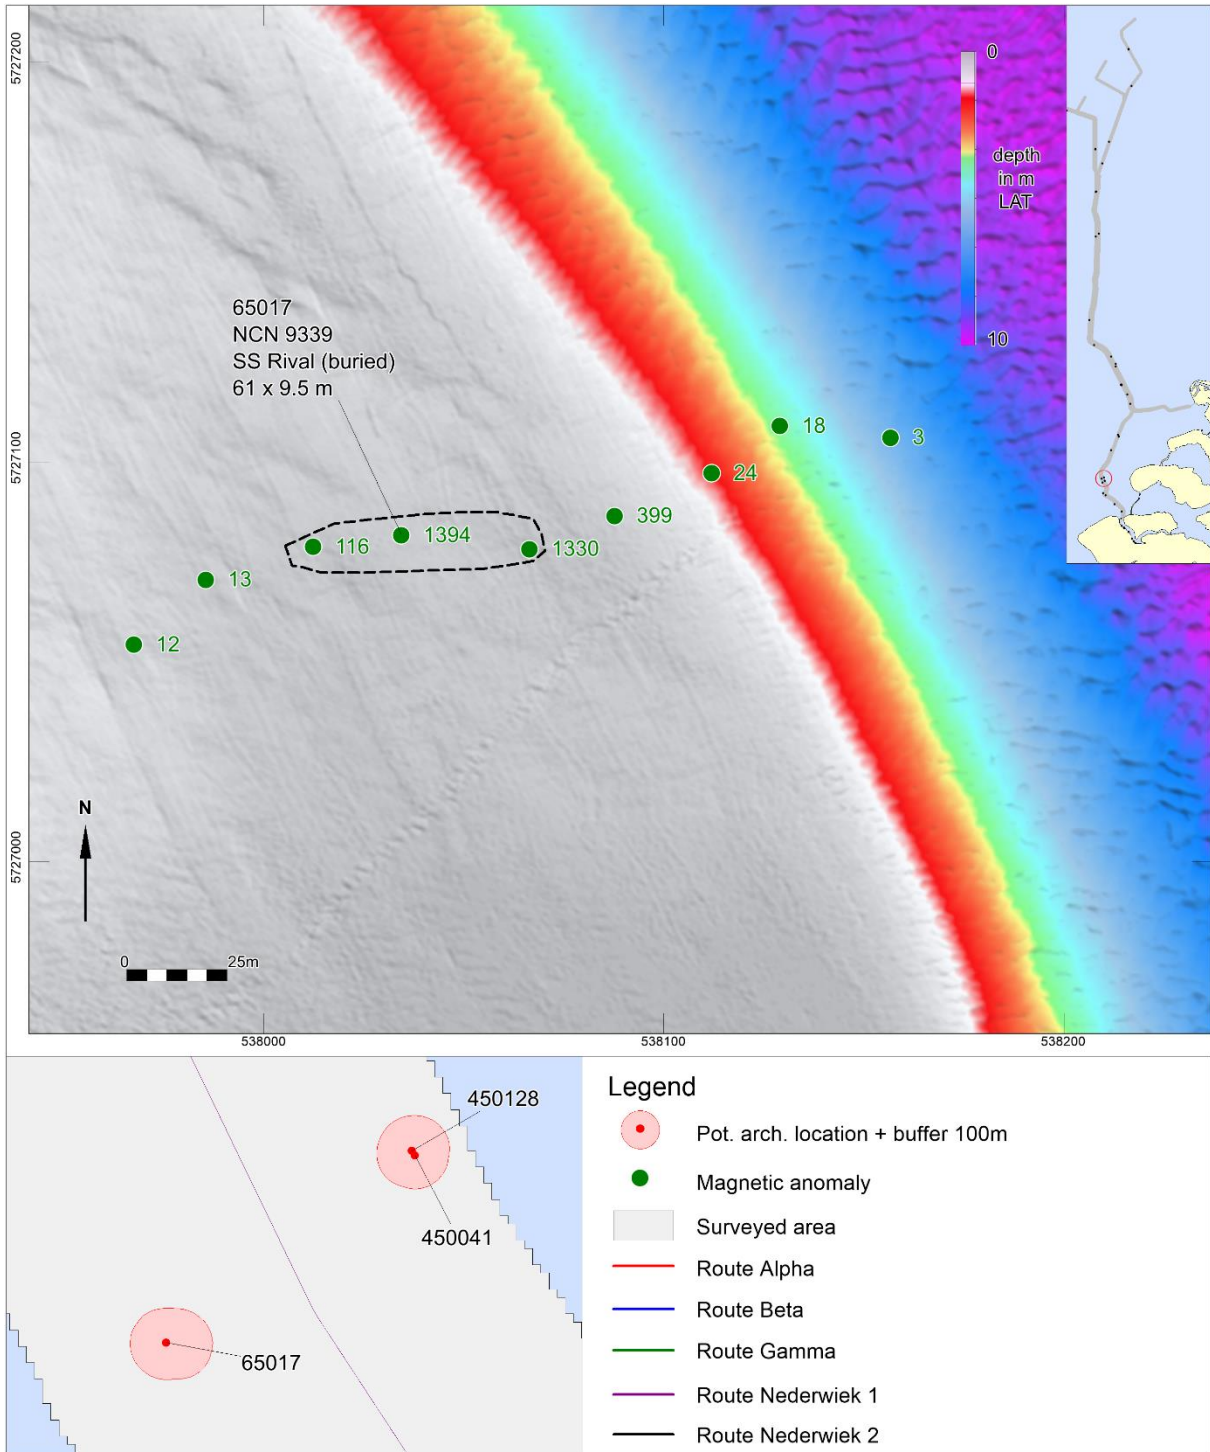 5727200
0
depth
in m
LAT
10
65017
NCN 9339
SS Rival (buried)
61 x 9.5 m
5727100
18
3
24
399
1394
116
1330
13
12
N
5727000
0
25m
538000
538100
538200
450128
450041
65017
Legend
Pot. arch. location + buffer 100m
Magnetic anomaly
Surveyed area
Route Alpha
Route Beta
Route Gamma
Route Nederwiek 1
Route Nederwiek 2